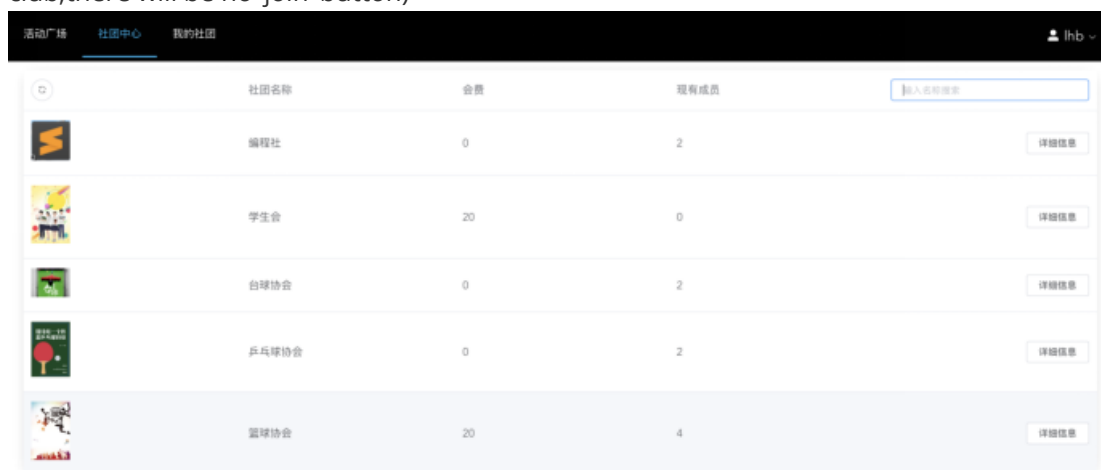 club,there will be no 'join' button)
活动广场 社团中心 我的社团 lhb
社团名称 会费 现有成员 输入名称搜索
编程社 0 2 详细信息
学生会 20 0 详细信息
台球协会 0 2 详细信息
乒乓球协会 0 2 详细信息
篮球协会 20 4 详细信息